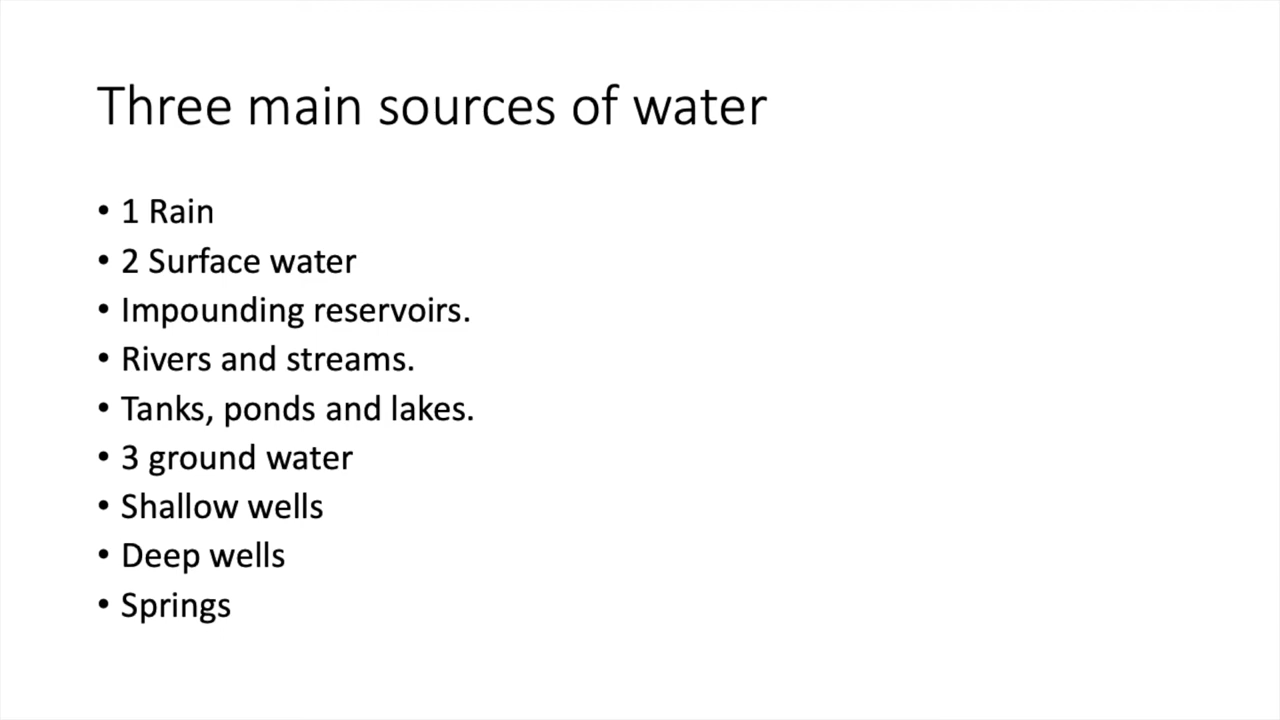 Three main sources of water
• 1 Rain
• 2 Surface water
• Impounding reservoirs.
• Rivers and streams.
• Tanks, ponds and lakes.
• 3 ground water
• Shallow wells
• Deep wells
• Springs